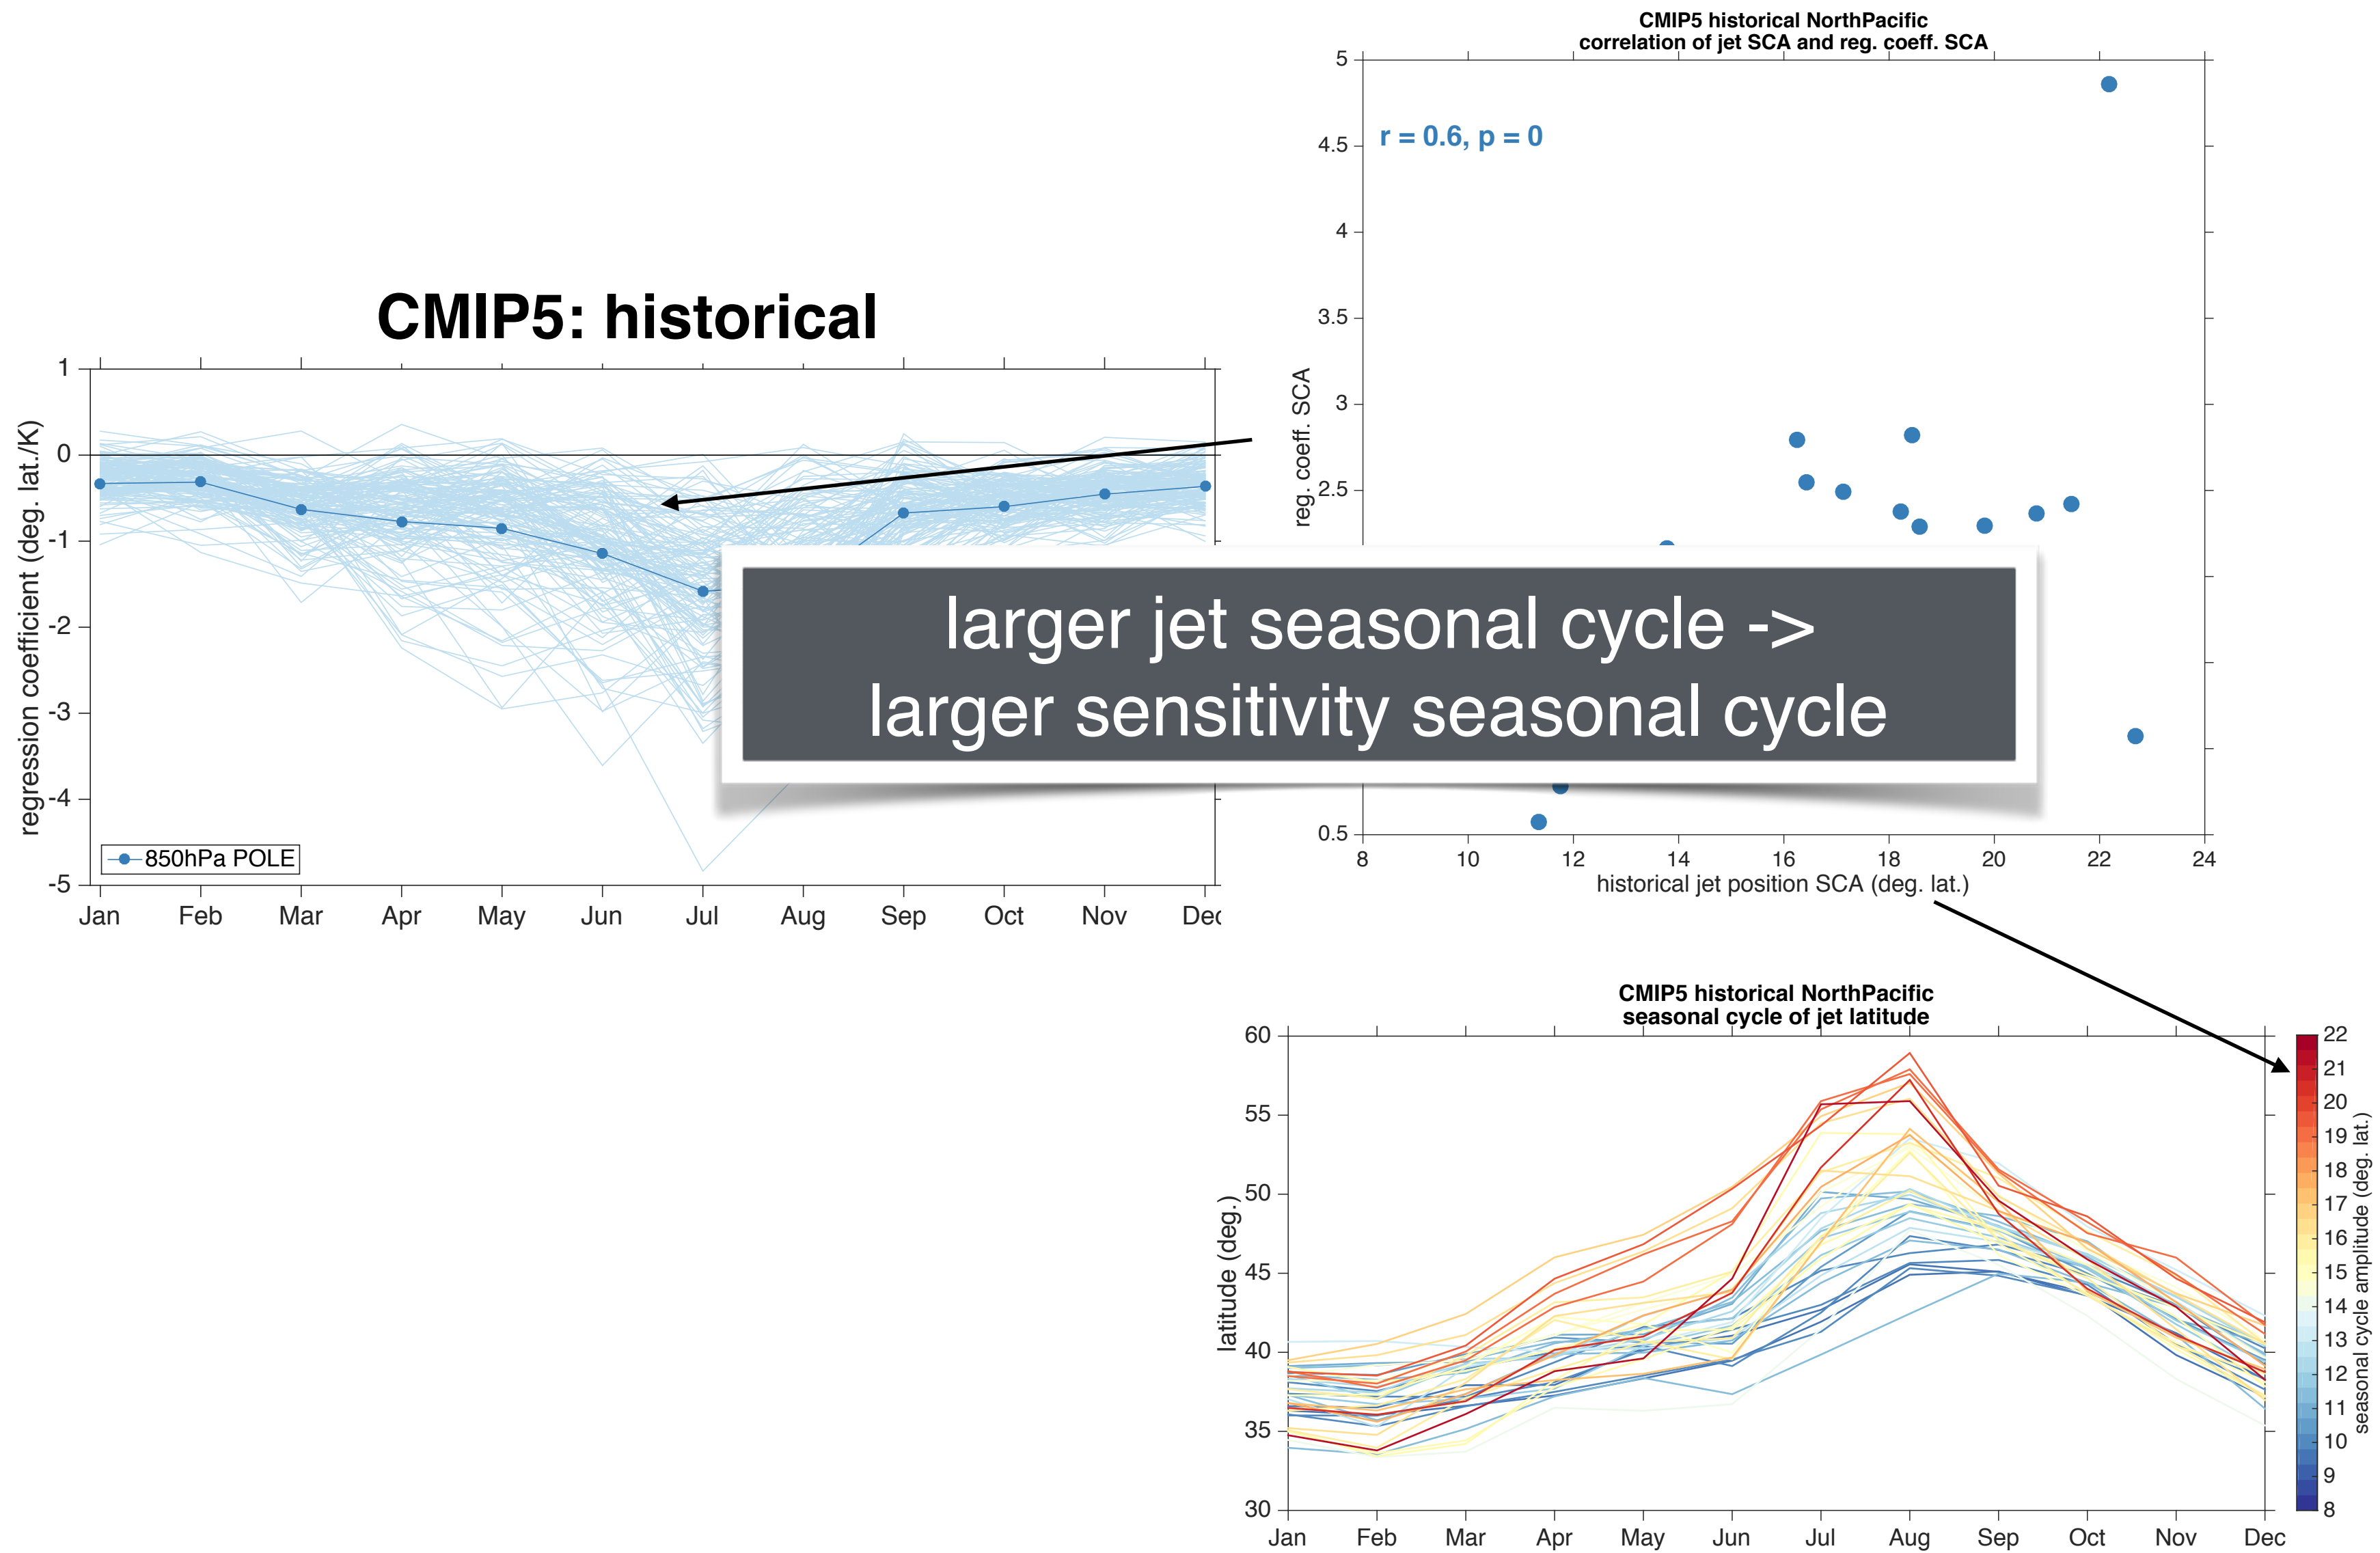 CMIP5: historical
1
0
-1
-2
-3
-4
-5
regression coefficient (deg. lat./K)
850hPa POLE
Jan Feb Mar Apr May Jun Jul Aug Sep Oct Nov Dec
CMIP5 historical NorthPacific
correlation of jet SCA and reg. coeff. SCA
r = 0.6, p = 0
5
4.5
4
3.5
3
2.5
0.5
reg. coeff. SCA
8 10 12 14 16 18 20 22 24
historical jet position SCA (deg. lat.)
larger jet seasonal cycle ->
larger sensitivity seasonal cycle
CMIP5 historical NorthPacific
seasonal cycle of jet latitude
60
55
50
45
40
35
30
latitude (deg.)
Jan Feb Mar Apr May Jun Jul Aug Sep Oct Nov Dec
22
21
20
19
18
17
16
15
14
13
12
11
10
9
8
seasonal cycle amplitude (deg. lat.)